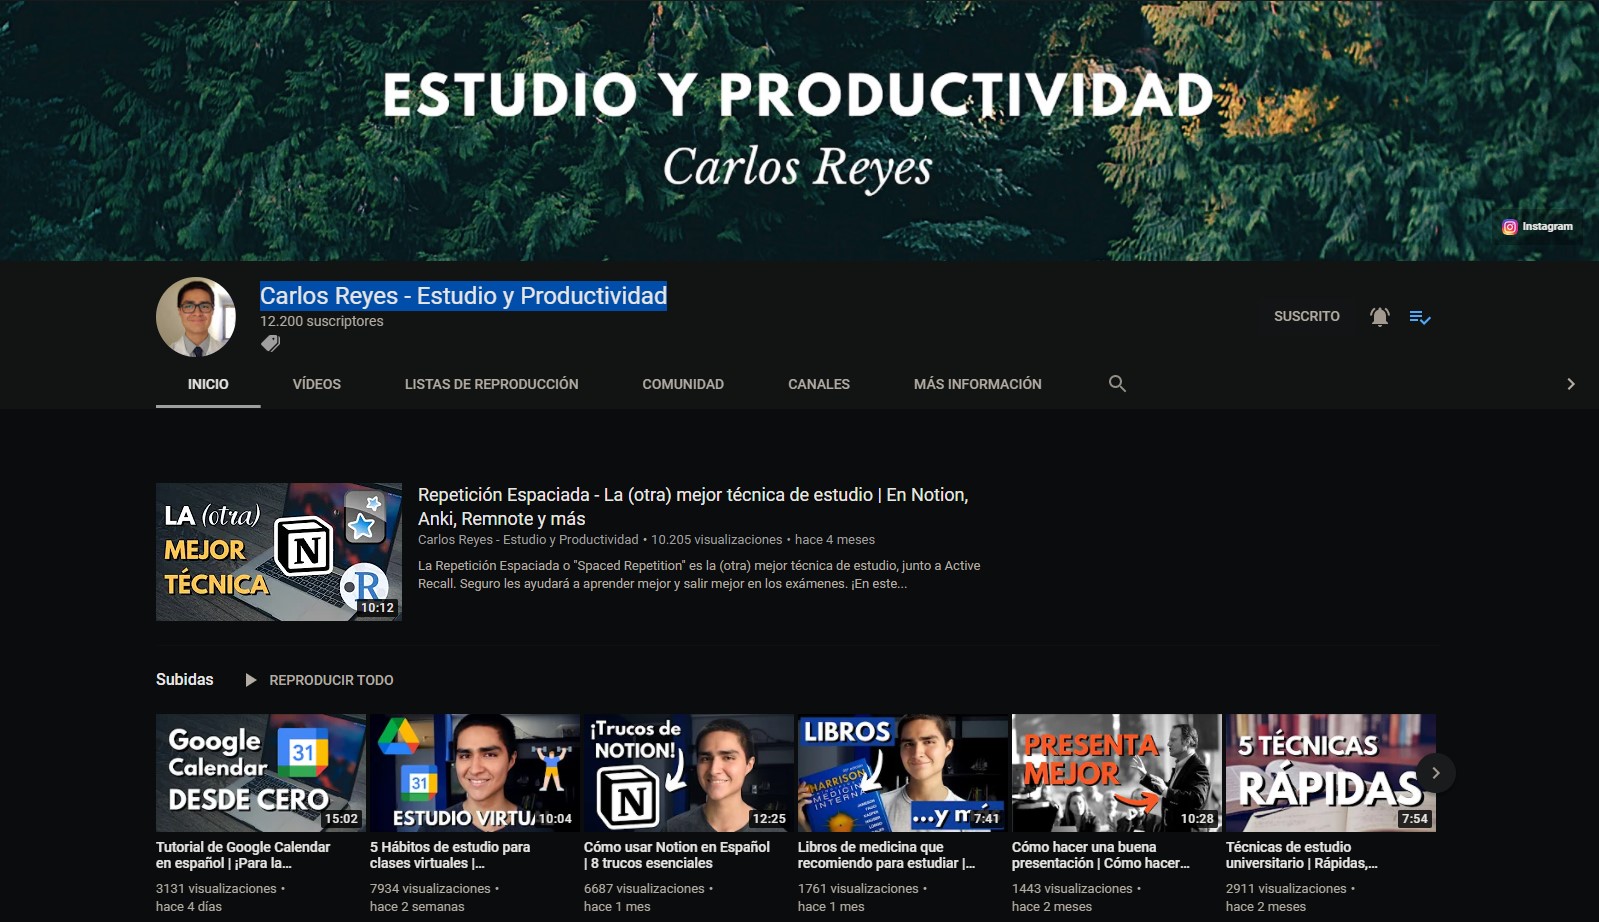 ESTUDIO Y PRODUCTIVIDAD
Carlos Reyes
Instagram
Carlos Reyes - Estudio y Productividad
12.200 suscriptores
SUSCRITO
INICIO
VÍDEOS
LISTAS DE REPRODUCCIÓN
COMUNIDAD
CANALES
MÁS INFORMACIÓN
LA (otra)
MEJOR
TÉCNICA
N
R
10:12
Repetición Espaciada - La (otra) mejor técnica de estudio | En Notion,
Anki, Remnote y más
Carlos Reyes - Estudio y Productividad • 10.205 visualizaciones • hace 4 meses
La Repetición Espaciada o "Spaced Repetition" es la (otra) mejor técnica de estudio, junto a Active
Recall. Seguro les ayudará a aprender mejor y salir mejor en los exámenes. ¡En este...
Subidas
REPRODUCIR TODO
Google
Calendar
DESDE CERO
31
15:02
Tutorial de Google Calendar
en español | ¡Para la...
3131 visualizaciones •
hace 4 días
31
ESTUDIO VIRTU
10:04
5 Hábitos de estudio para
clases virtuales |...
7934 visualizaciones •
hace 2 semanas
¡Trucos de
NOTION!
N
12:25
Cómo usar Notion en Español
| 8 trucos esenciales
6687 visualizaciones •
hace 1 mes
LIBROS
HARRISON
MEDICINA
INTERNA
...y m
7:41
Libros de medicina que
recomiendo para estudiar |...
1761 visualizaciones •
hace 1 mes
PRESENTA
MEJOR
10:28
Cómo hacer una buena
presentación | Cómo hacer...
1443 visualizaciones •
hace 2 meses
5 TÉCNICAS
RÁPIDAS
7:54
Técnicas de estudio
universitario | Rápidas,...
2911 visualizaciones •
hace 2 meses